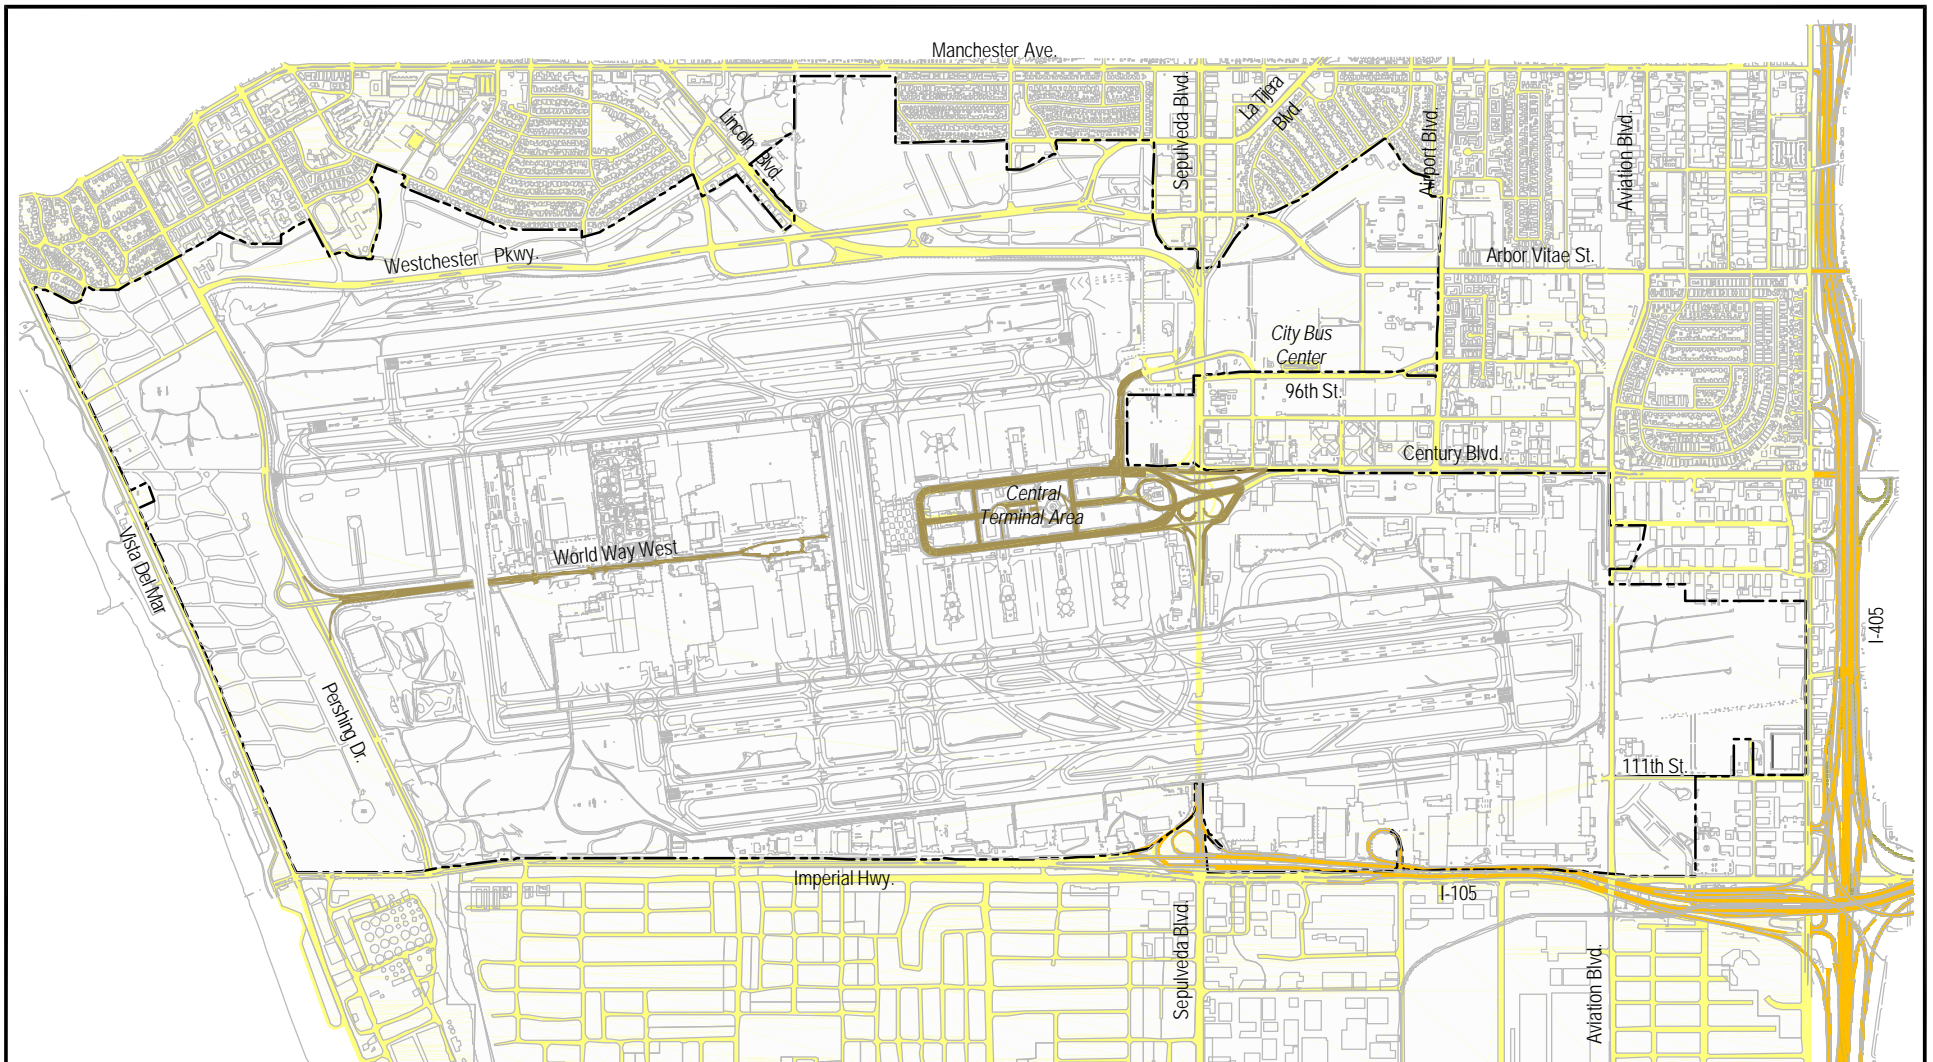 Manchester Ave.
Sepulveda Blvd.
La Tijera
Blvd.
Lincoln Blvd.
Airport Blvd.
Aviation Blvd.
Westchester Pkwy.
Arbor Vitae St.
City Bus
Center
96th St.
Century Blvd.
Central
Terminal Area
World Way West
Vista Del Mar
I-405
Pershing Dr.
111th St.
Imperial Hwy.
I-105
Sepulveda Blvd.
Aviation Blvd.